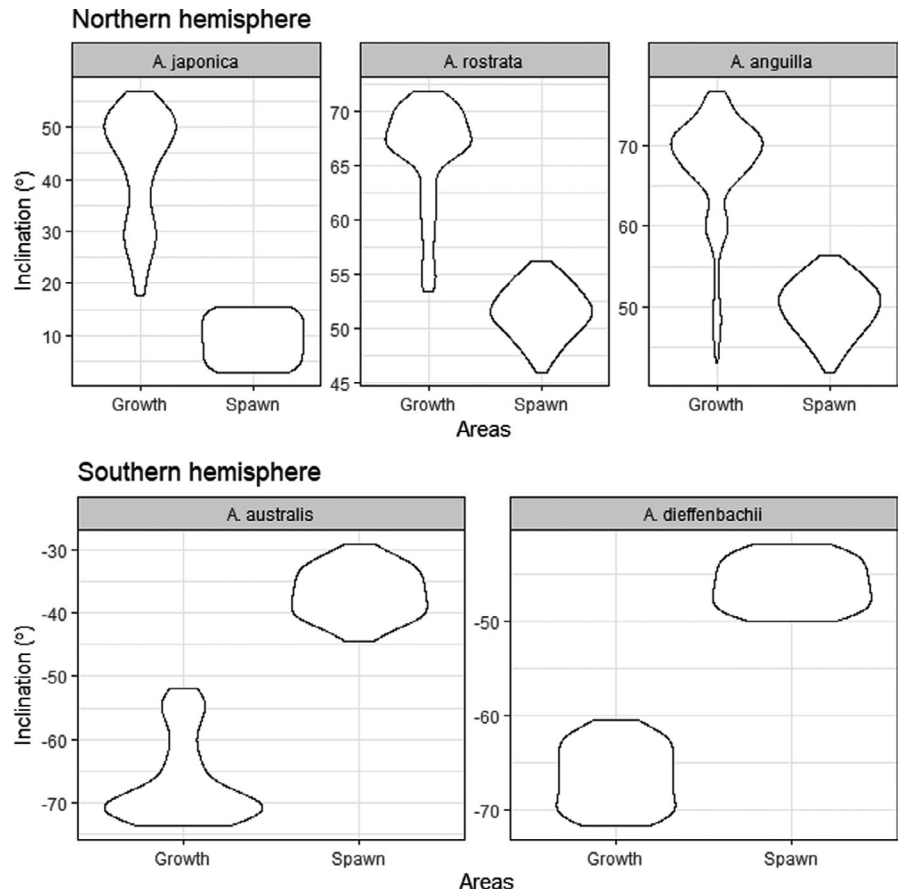 Northern hemisphere
A. japonica
A. rostrata
A. anguilla
Inclination (°)
50
40
30
20
10
70
65
60
55
50
45
70
60
50
Growth
Spawn
Growth
Spawn
Growth
Spawn
Areas
Southern hemisphere
A. australis
A. dieffenbachii
Inclination (°)
-30
-40
-50
-60
-70
-50
-60
-70
Growth
Spawn
Growth
Spawn
Areas